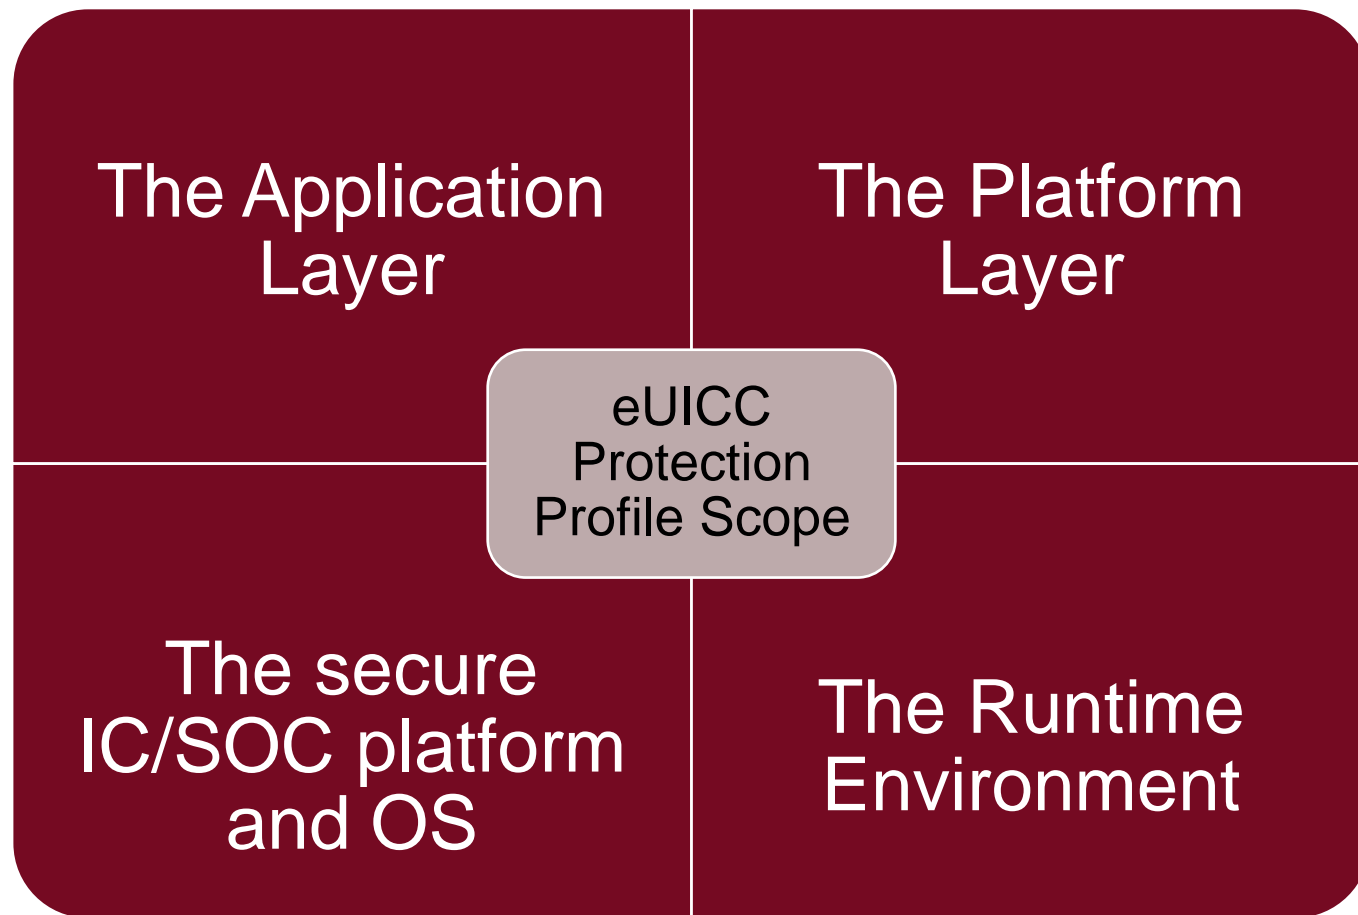 The Application
Layer
The Platform
Layer
eUICC
Protection
Profile Scope
The secure
IC/SOC platform
and OS
The Runtime
Environment